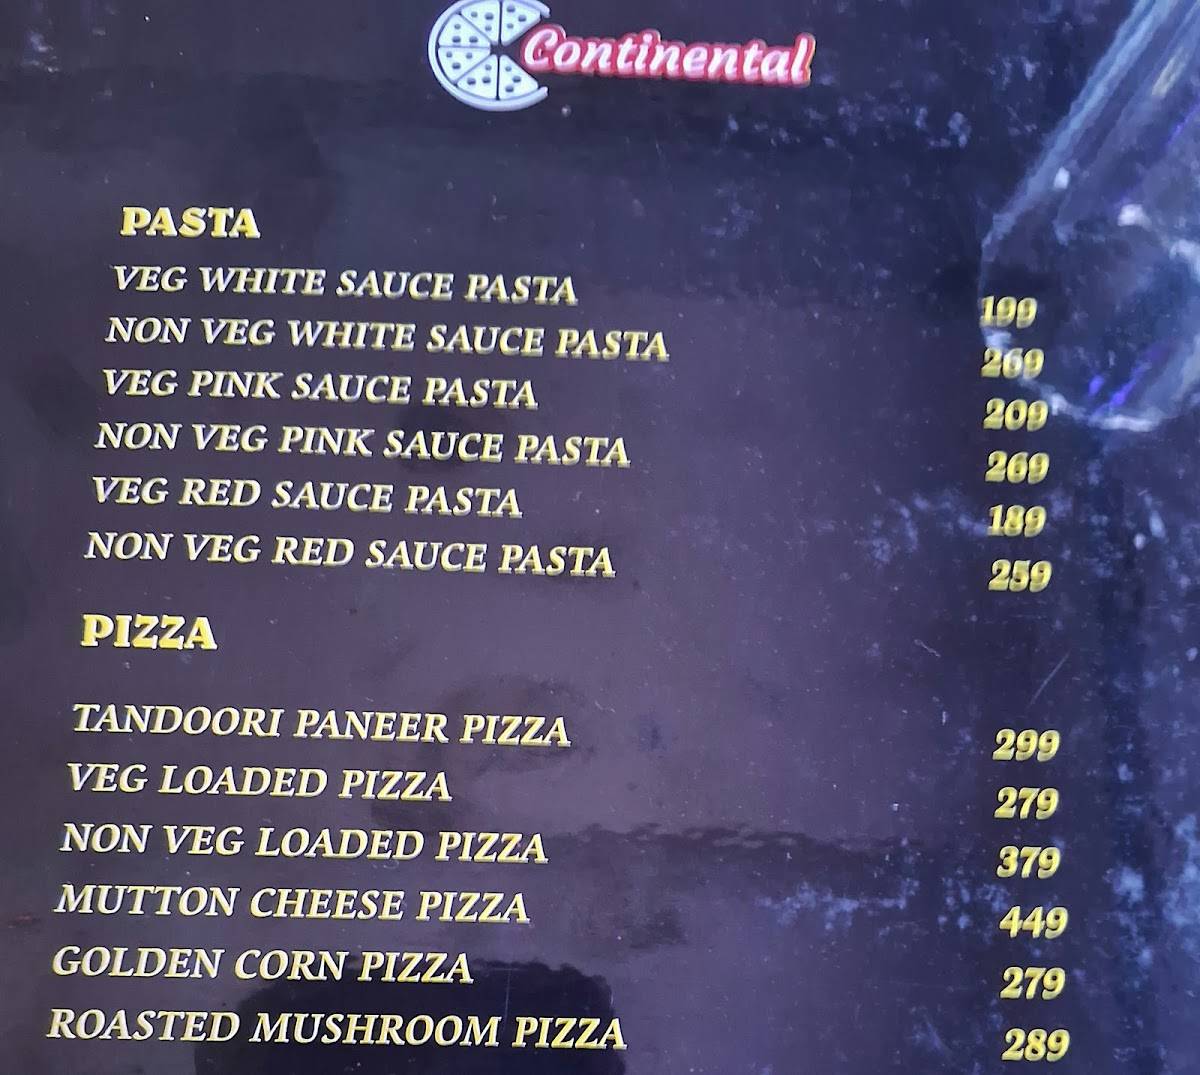 Continental
PASTA
VEG WHITE SAUCE PASTA 199
NON VEG WHITE SAUCE PASTA 269
VEG PINK SAUCE PASTA 209
NON VEG PINK SAUCE PASTA 269
VEG RED SAUCE PASTA 189
NON VEG RED SAUCE PASTA 259
PIZZA
TANDOORI PANEER PIZZA 299
VEG LOADED PIZZA 279
NON VEG LOADED PIZZA 379
MUTTON CHEESE PIZZA 449
GOLDEN CORN PIZZA 279
ROASTED MUSHROOM PIZZA 289